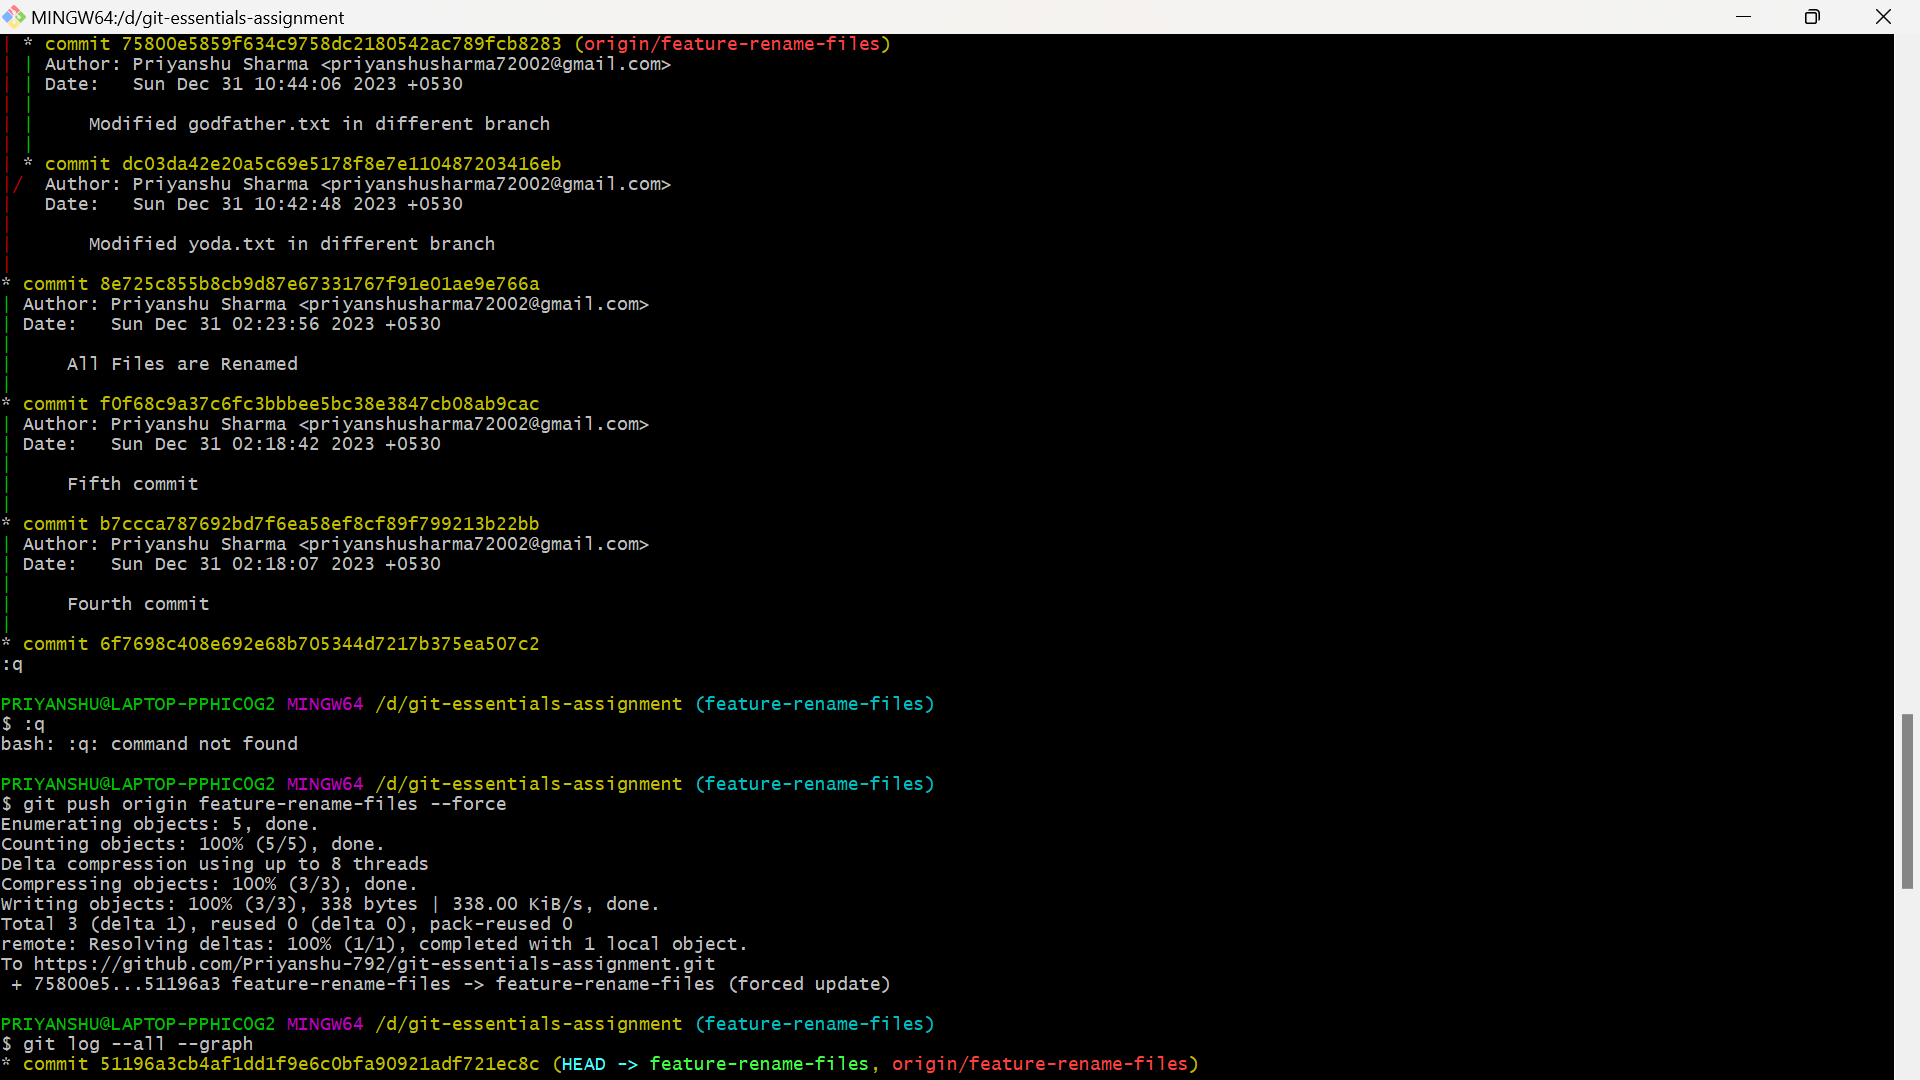 MINGW64:/d/git-essentials-assignment
* commit 75800e5859f634c9758dc2180542ac789fcb8283 (origin/feature-rename-files)
| | Author: Priyanshu Sharma <priyanshusharma72002@gmail.com>
| | Date:   Sun Dec 31 10:44:06 2023 +0530
Modified godfather.txt in different branch
* commit dc03da42e20a5c69e5178f8e7e110487203416eb
|/ Author: Priyanshu Sharma <priyanshusharma72002@gmail.com>
Date:   Sun Dec 31 10:42:48 2023 +0530
Modified yoda.txt in different branch
* commit 8e725c855b8cb9d87e67331767f91e01ae9e766a
| Author: Priyanshu Sharma <priyanshusharma72002@gmail.com>
| Date:   Sun Dec 31 02:23:56 2023 +0530
All Files are Renamed
* commit f0f68c9a37c6fc3bbbee5bc38e3847cb08ab9cac
| Author: Priyanshu Sharma <priyanshusharma72002@gmail.com>
| Date:   Sun Dec 31 02:18:42 2023 +0530
Fifth commit
* commit b7ccca787692bd7f6ea58ef8cf89f799213b22bb
| Author: Priyanshu Sharma <priyanshusharma72002@gmail.com>
| Date:   Sun Dec 31 02:18:07 2023 +0530
Fourth commit
* commit 6f7698c408e692e68b705344d7217b375ea507c2
:q
PRIYANSHU@LAPTOP-PPHIC0G2 MINGW64 /d/git-essentials-assignment (feature-rename-files)
$ :q
bash: :q: command not found
PRIYANSHU@LAPTOP-PPHIC0G2 MINGW64 /d/git-essentials-assignment (feature-rename-files)
$ git push origin feature-rename-files --force
Enumerating objects: 5, done.
Counting objects: 100% (5/5), done.
Delta compression using up to 8 threads
Compressing objects: 100% (3/3), done.
Writing objects: 100% (3/3), 338 bytes | 338.00 KiB/s, done.
Total 3 (delta 1), reused 0 (delta 0), pack-reused 0
remote: Resolving deltas: 100% (1/1), completed with 1 local object.
To https://github.com/Priyanshu-792/git-essentials-assignment.git
+ 75800e5...51196a3 feature-rename-files -> feature-rename-files (forced update)
PRIYANSHU@LAPTOP-PPHIC0G2 MINGW64 /d/git-essentials-assignment (feature-rename-files)
$ git log --all --graph
* commit 51196a3cb4af1dd1f9e6c0bfa90921adf721ec8c (HEAD -> feature-rename-files, origin/feature-rename-files)